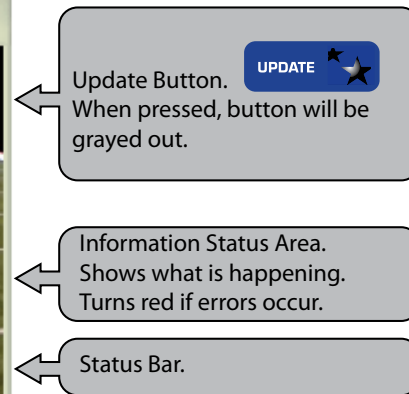 Update Button.
UPDATE
When pressed, button will be
grayed out.
Information Status Area.
Shows what is happening.
Turns red if errors occur.
Status Bar.